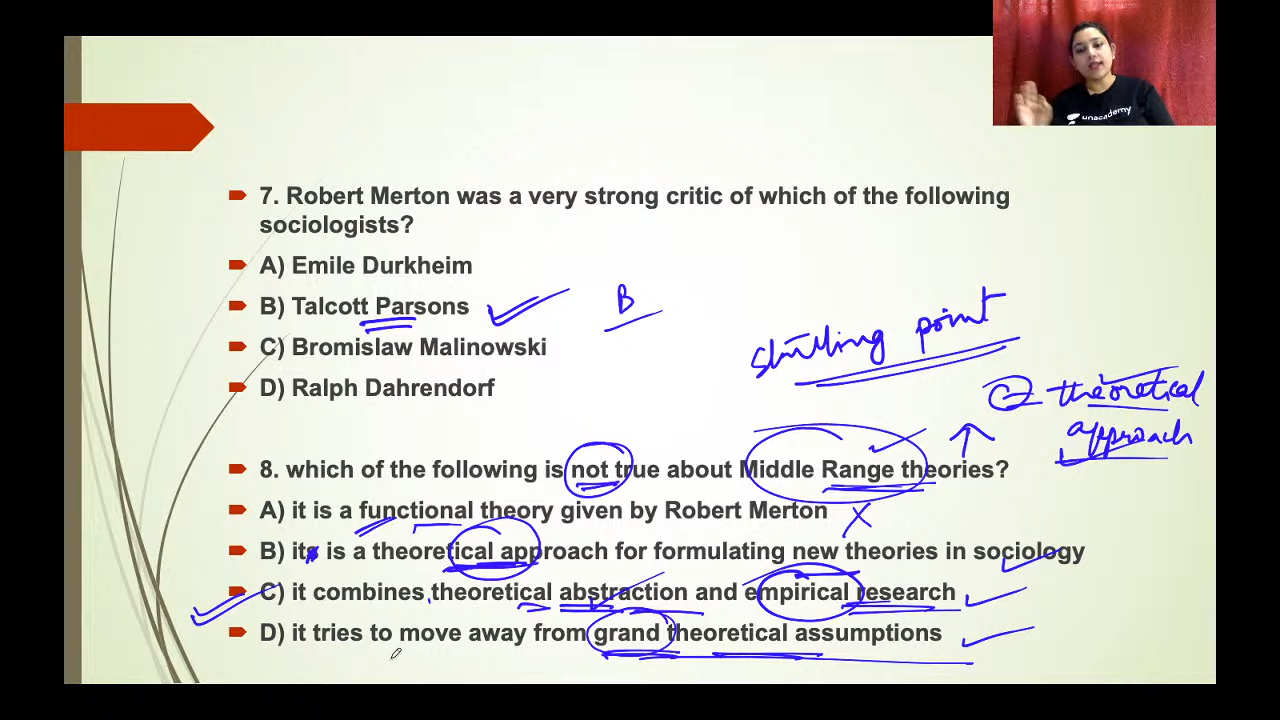 unacademy
7. Robert Merton was a very strong critic of which of the following
sociologists?
A) Emile Durkheim
B) Talcott Parsons
B
C) Bromislaw Malinowski
point
D) Ralph Dahrendorf
theoretical
approach
8. which of the following is not true about Middle Range theories?
A) it is a functional theory given by Robert Merton X
B) its is a theoretical approach for formulating new theories in sociology
C) it combines theoretical abstraction and empirical research
D) it tries to move away from grand theoretical assumptions